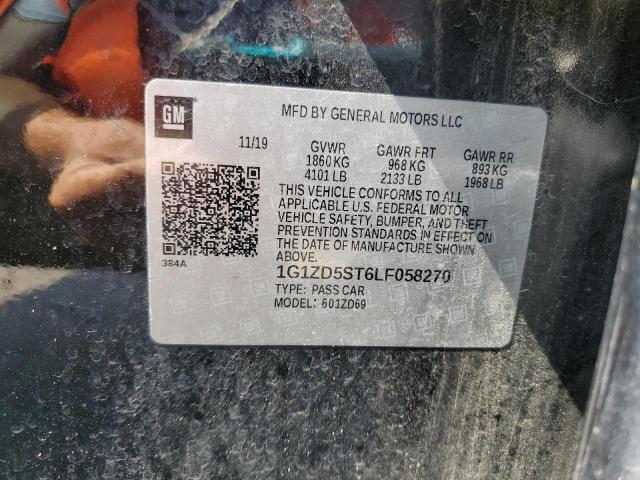 GM
MFD BY GENERAL MOTORS LLC
11/19 GVWR GAWR FRT GAWR RR
1860 KG 968 KG 893 KG
4101 LB 2133 LB 1968 LB
THIS VEHICLE CONFORMS TO ALL
APPLICABLE U.S. FEDERAL MOTOR
VEHICLE SAFETY, BUMPER, AND THEFT
PREVENTION STANDARDS IN EFFECT ON
THE DATE OF MANUFACTURE SHOWN
ABOVE.
384A
1G1ZD5ST6LF058270
TYPE: PASS CAR
MODEL: 601ZD69